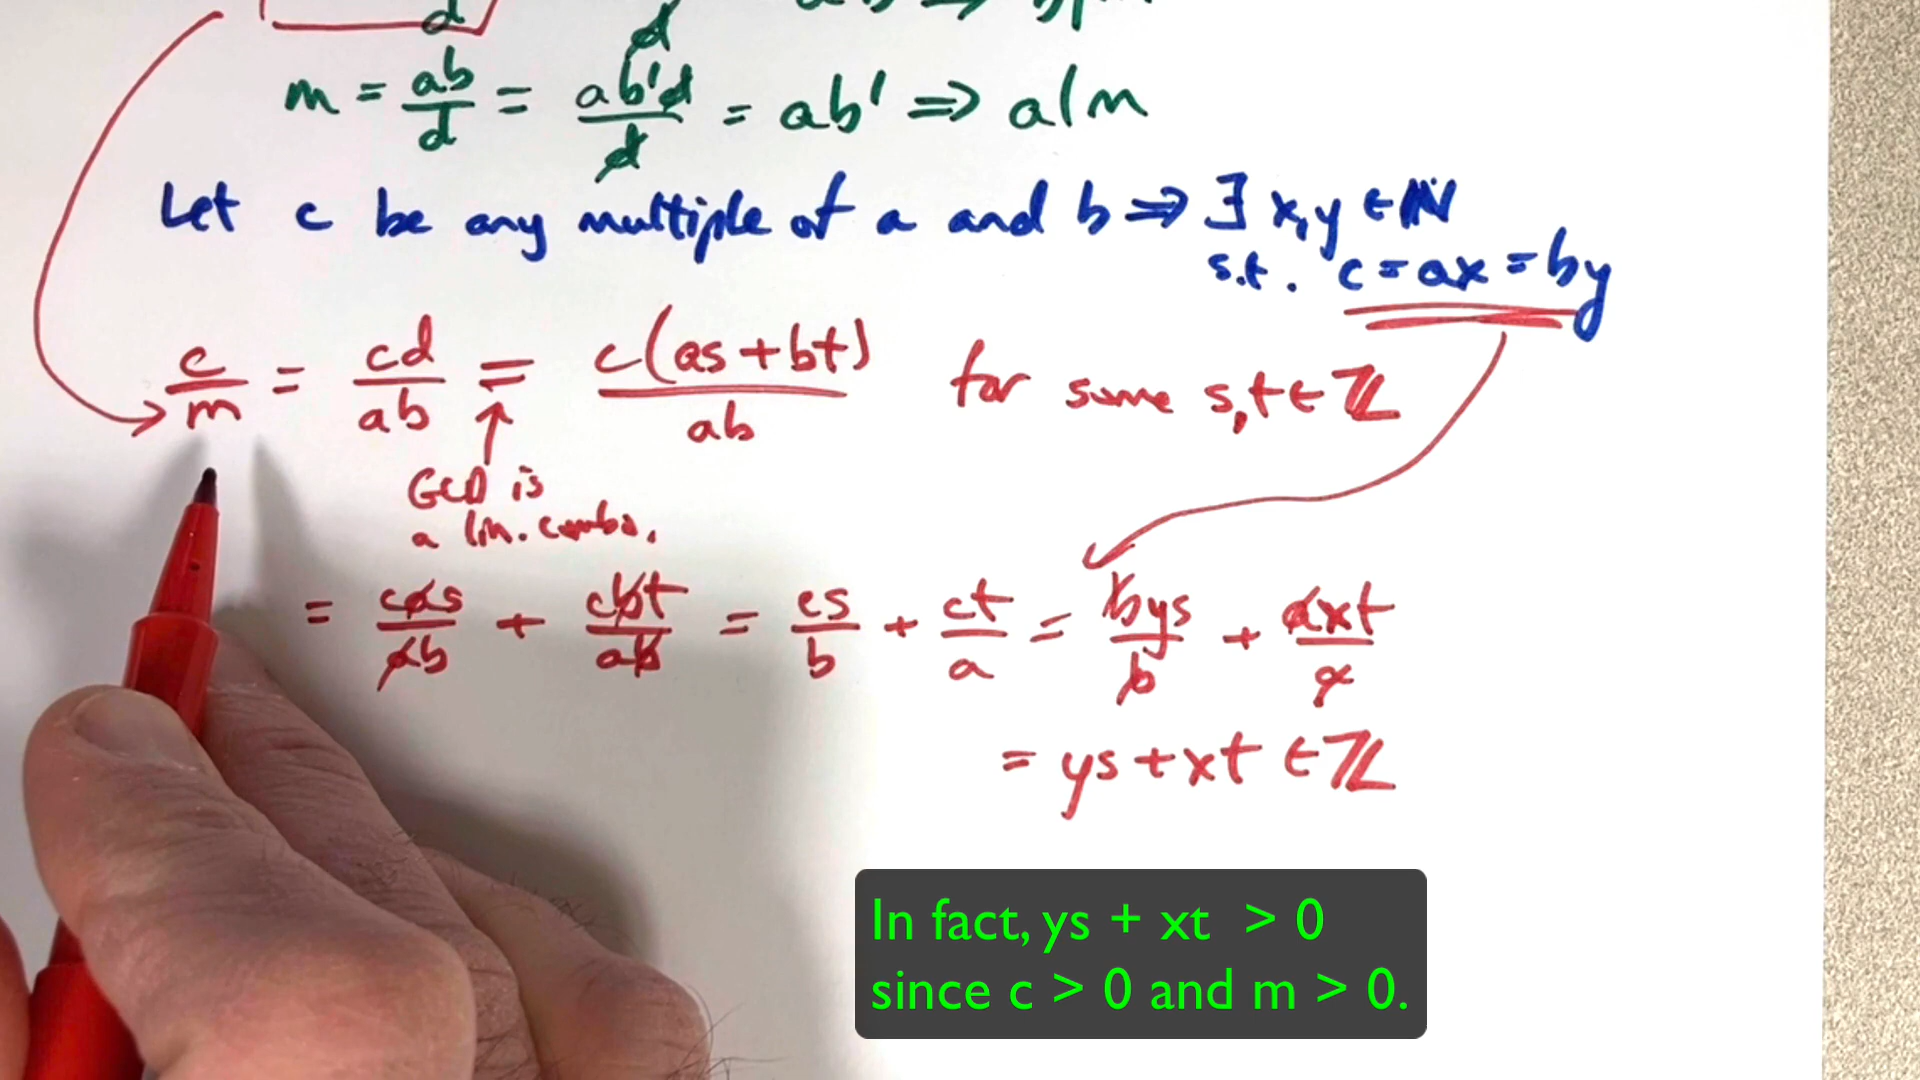 d d
m = ab/d = ab'd/d = ab' ⇒ a|m
Let c be any multiple of a and b ⇒ ∃ x,y ∈ ℕ
s.t. c = ax = by
c/m = cd/ab = c(as+bt)/ab for some s,t ∈ ℤ
GCD is
a lin. combo.
= cas/ab + cbt/ab = cs/b + ct/a = bys/b + axt/a
= ys + xt ∈ ℤ
In fact, ys + xt > 0
since c > 0 and m > 0.